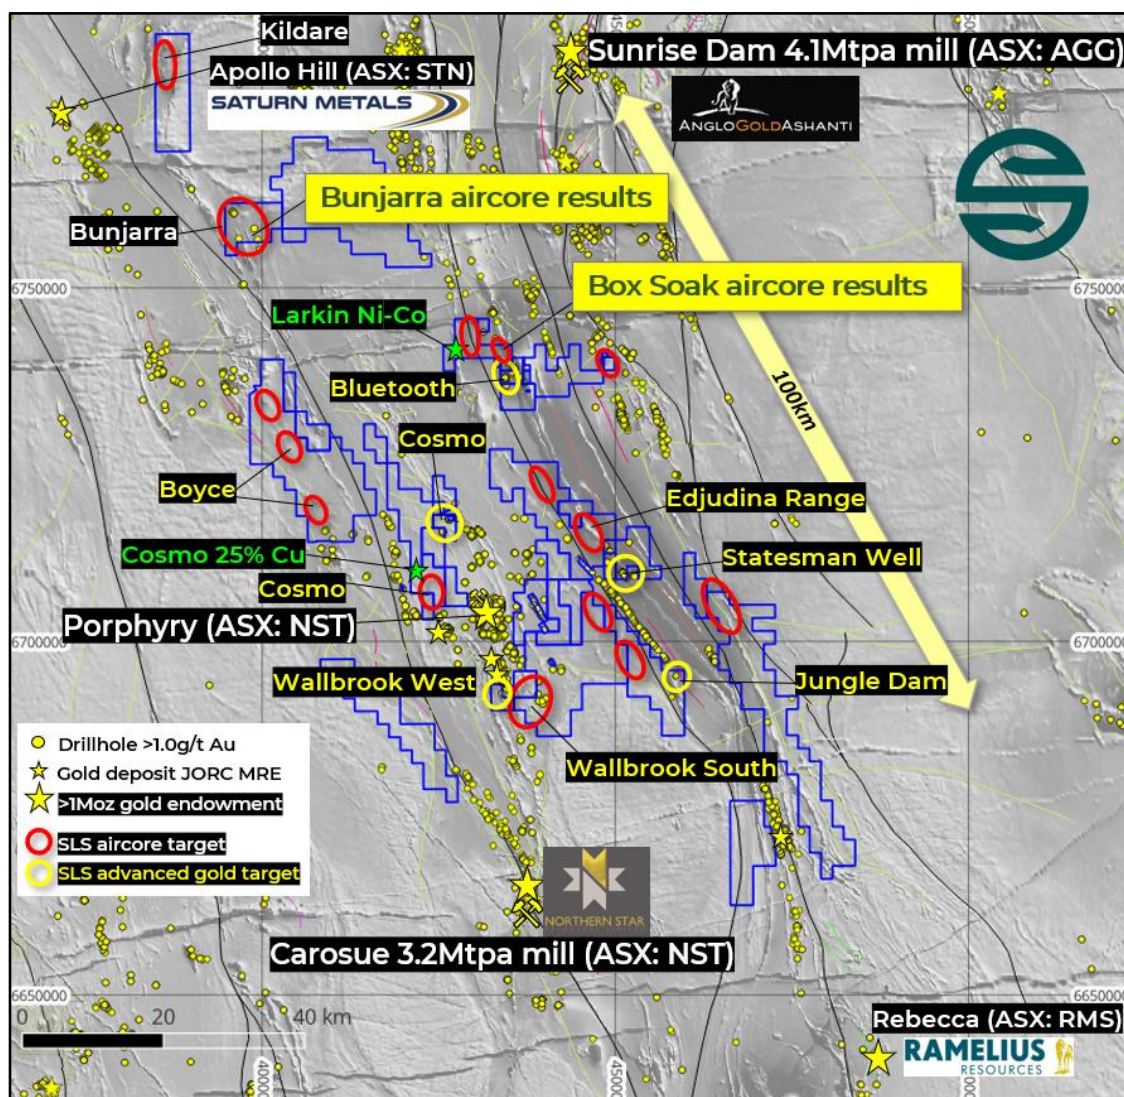 Kildare
Apollo Hill (ASX: STN)
SATURN METALS
Sunrise Dam 4.1Mtpa mill (ASX: AGG)
ANGLOGOLDASHANTI
Bunjarra aircore results
Bunjarra
Box Soak aircore results
6750000
6750000
Larkin Ni-Co
Bluetooth
100km
Cosmo
Boyce
Edjudina Range
Cosmo 25% Cu
Statesman Well
Cosmo
Porphyry (ASX: NST)
6700000
6700000
Wallbrook West
Jungle Dam
Wallbrook South
Drillhole >1.0g/t Au
Gold deposit JORC MRE
>1Moz gold endowment
SLS aircore target
SLS advanced gold target
NORTHERN STAR
Carosue 3.2Mtpa mill (ASX: NST)
6650000
6650000
0 20 40 km
Rebecca (ASX: RMS)
RAMELIUS
RESOURCES